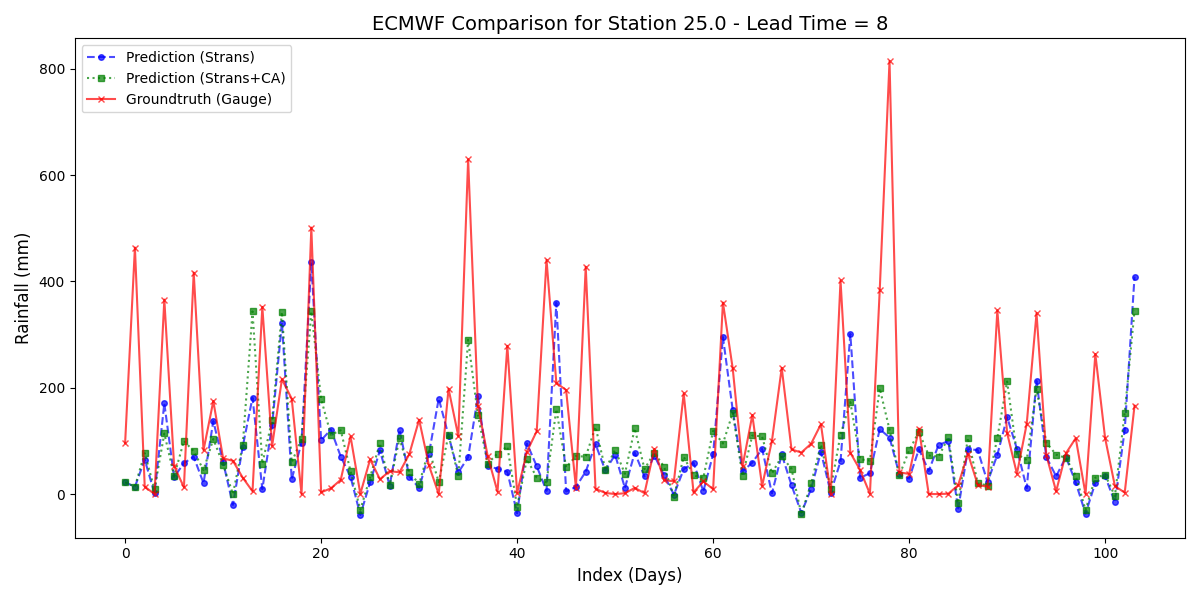 ECMWF Comparison for Station 25.0 - Lead Time = 8
Prediction (Strans)
Prediction (Strans+CA)
Groundtruth (Gauge)
Rainfall (mm)
800
600
400
200
0
0 20 40 60 80 100
Index (Days)